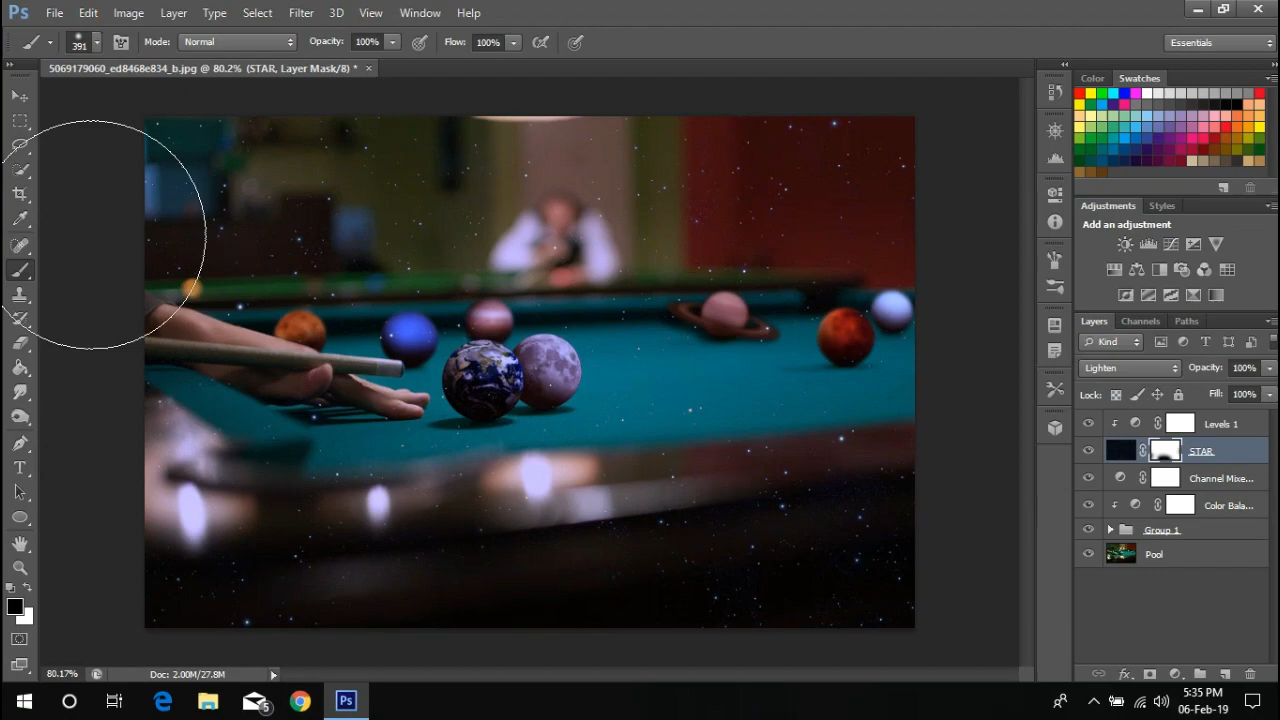 Ps File Edit Image Layer Type Select Filter 3D View Window Help
391 Mode: Normal Opacity: 100% Flow: 100% Essentials
5069179060_ed8468e834_b.jpg @ 80.2% (STAR, Layer Mask/8) * ×
Color Swatches
Adjustments Styles
Add an adjustment
Layers Channels Paths
Kind
Lighten Opacity: 100%
Lock: Fill: 100%
Levels 1
STAR
Channel Mixe...
Color Bala...
Group 1
Pool
80.17% Doc: 2.00M/27.8M
5 Ps 5:35 PM
06-Feb-19